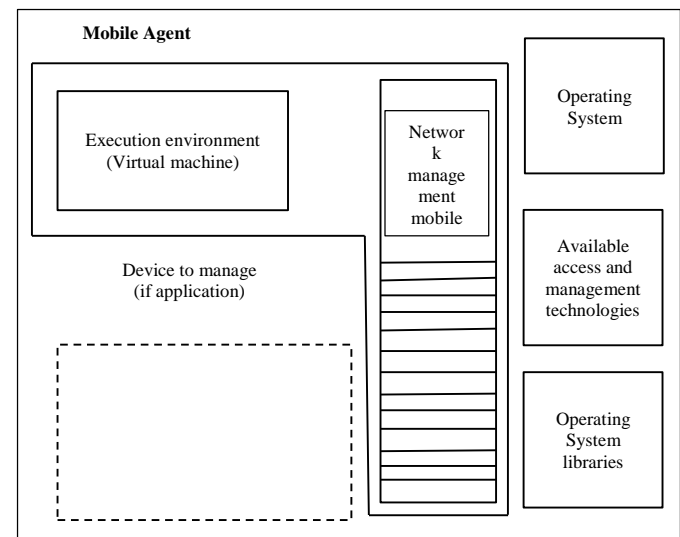 Mobile Agent
Execution environment
(Virtual machine)
Networ
k
manage
ment
mobile
Operating
System
Device to manage
(if application)
Available
access and
management
technologies
Operating
System
libraries